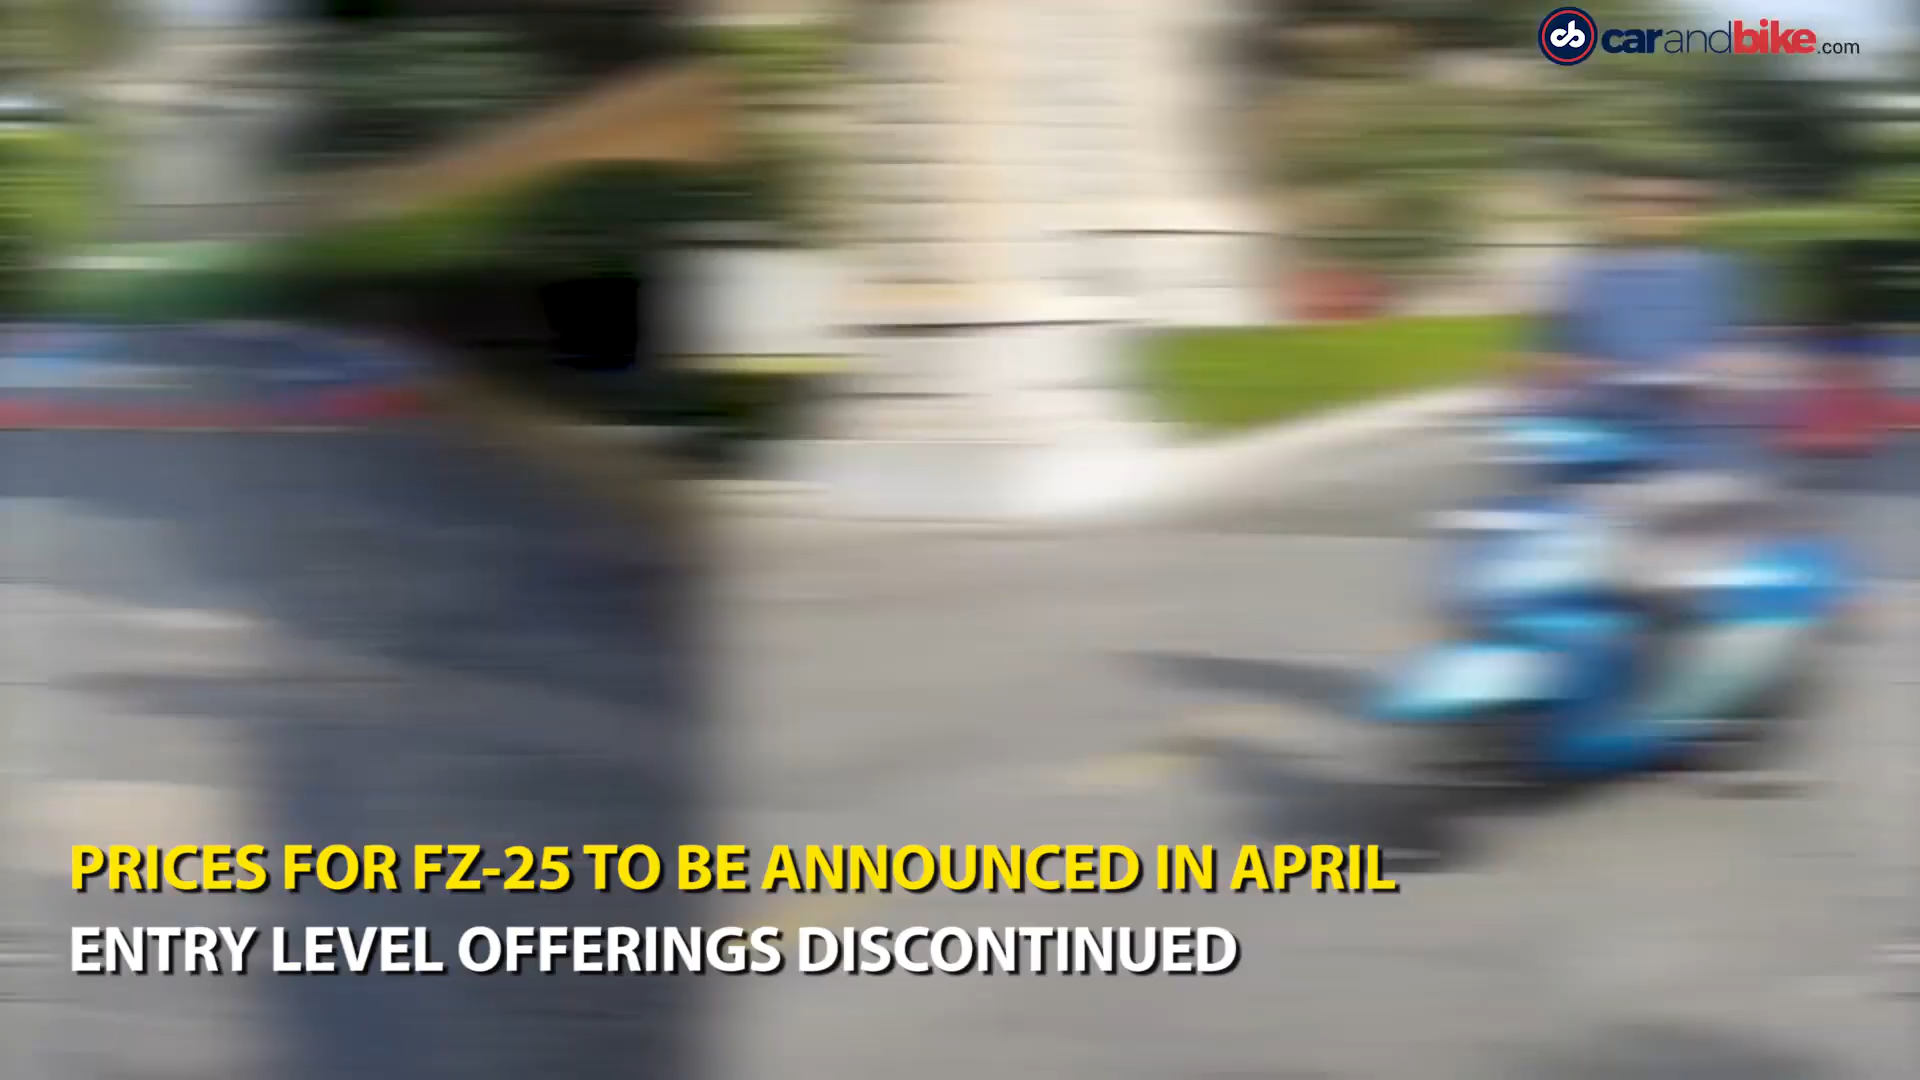 carandbike.com
PRICES FOR FZ-25 TO BE ANNOUNCED IN APRIL
ENTRY LEVEL OFFERINGS DISCONTINUED